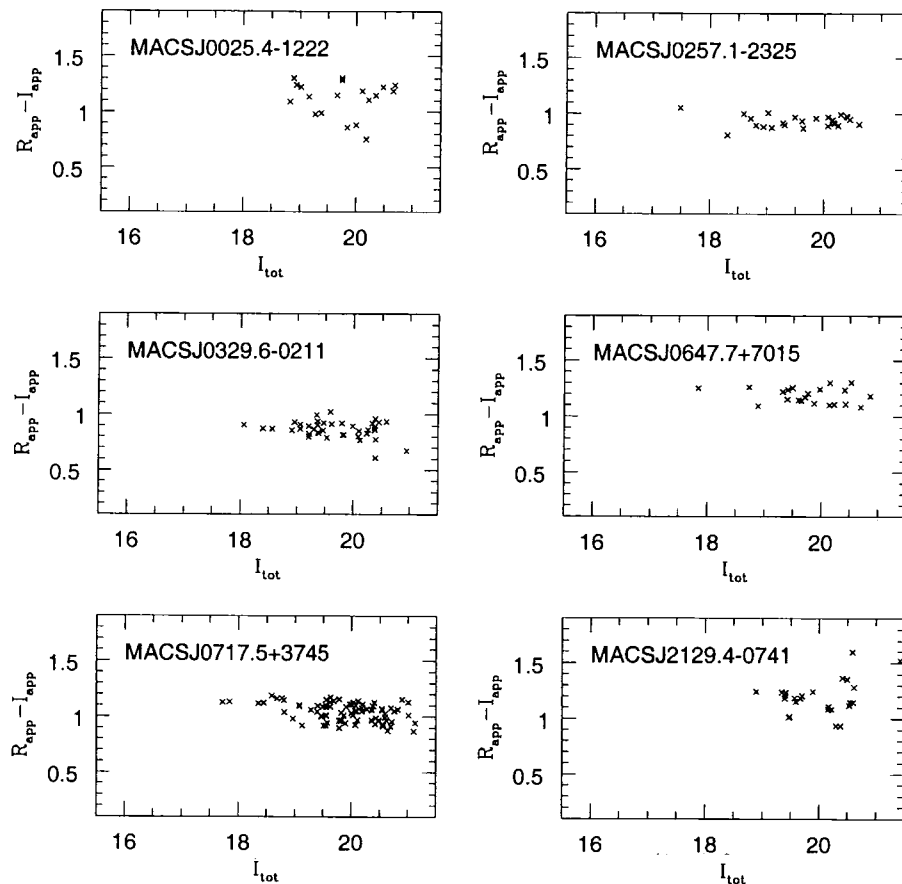 MACSJ0025.4-1222
R_app − I_app
1.5
1
0.5
16 18 20
I_tot
MACSJ0257.1-2325
R_app − I_app
1.5
1
0.5
16 18 20
I_tot
MACSJ0329.6-0211
R_app − I_app
1.5
1
0.5
16 18 20
I_tot
MACSJ0647.7+7015
R_app − I_app
1.5
1
0.5
16 18 20
I_tot
MACSJ0717.5+3745
R_app − I_app
1.5
1
0.5
16 18 20
I_tot
MACSJ2129.4-0741
R_app − I_app
1.5
1
0.5
16 18 20
I_tot